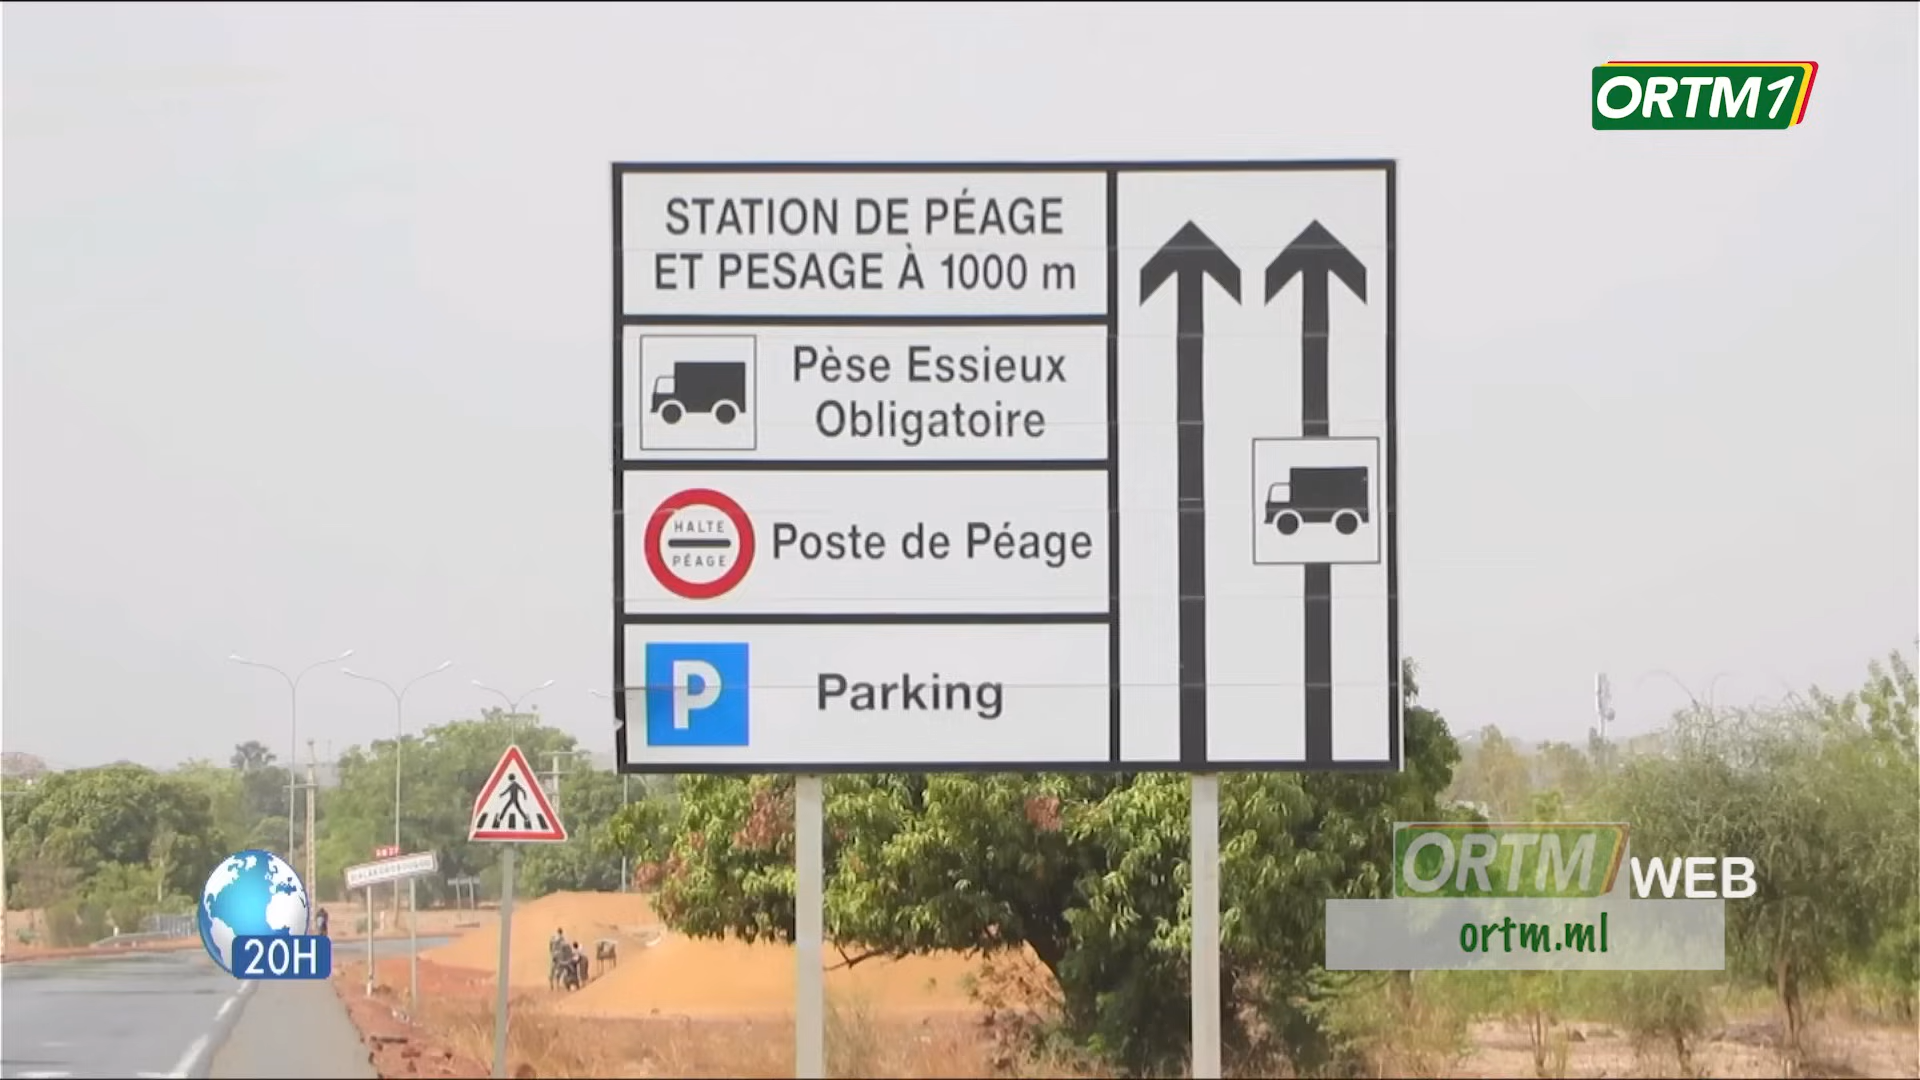 ORTM1
STATION DE PÉAGE
ET PESAGE À 1000 m
Pèse Essieux
Obligatoire
HALTE
PÉAGE
Poste de Péage
P
Parking
ORTM
WEB
ortm.ml
20H